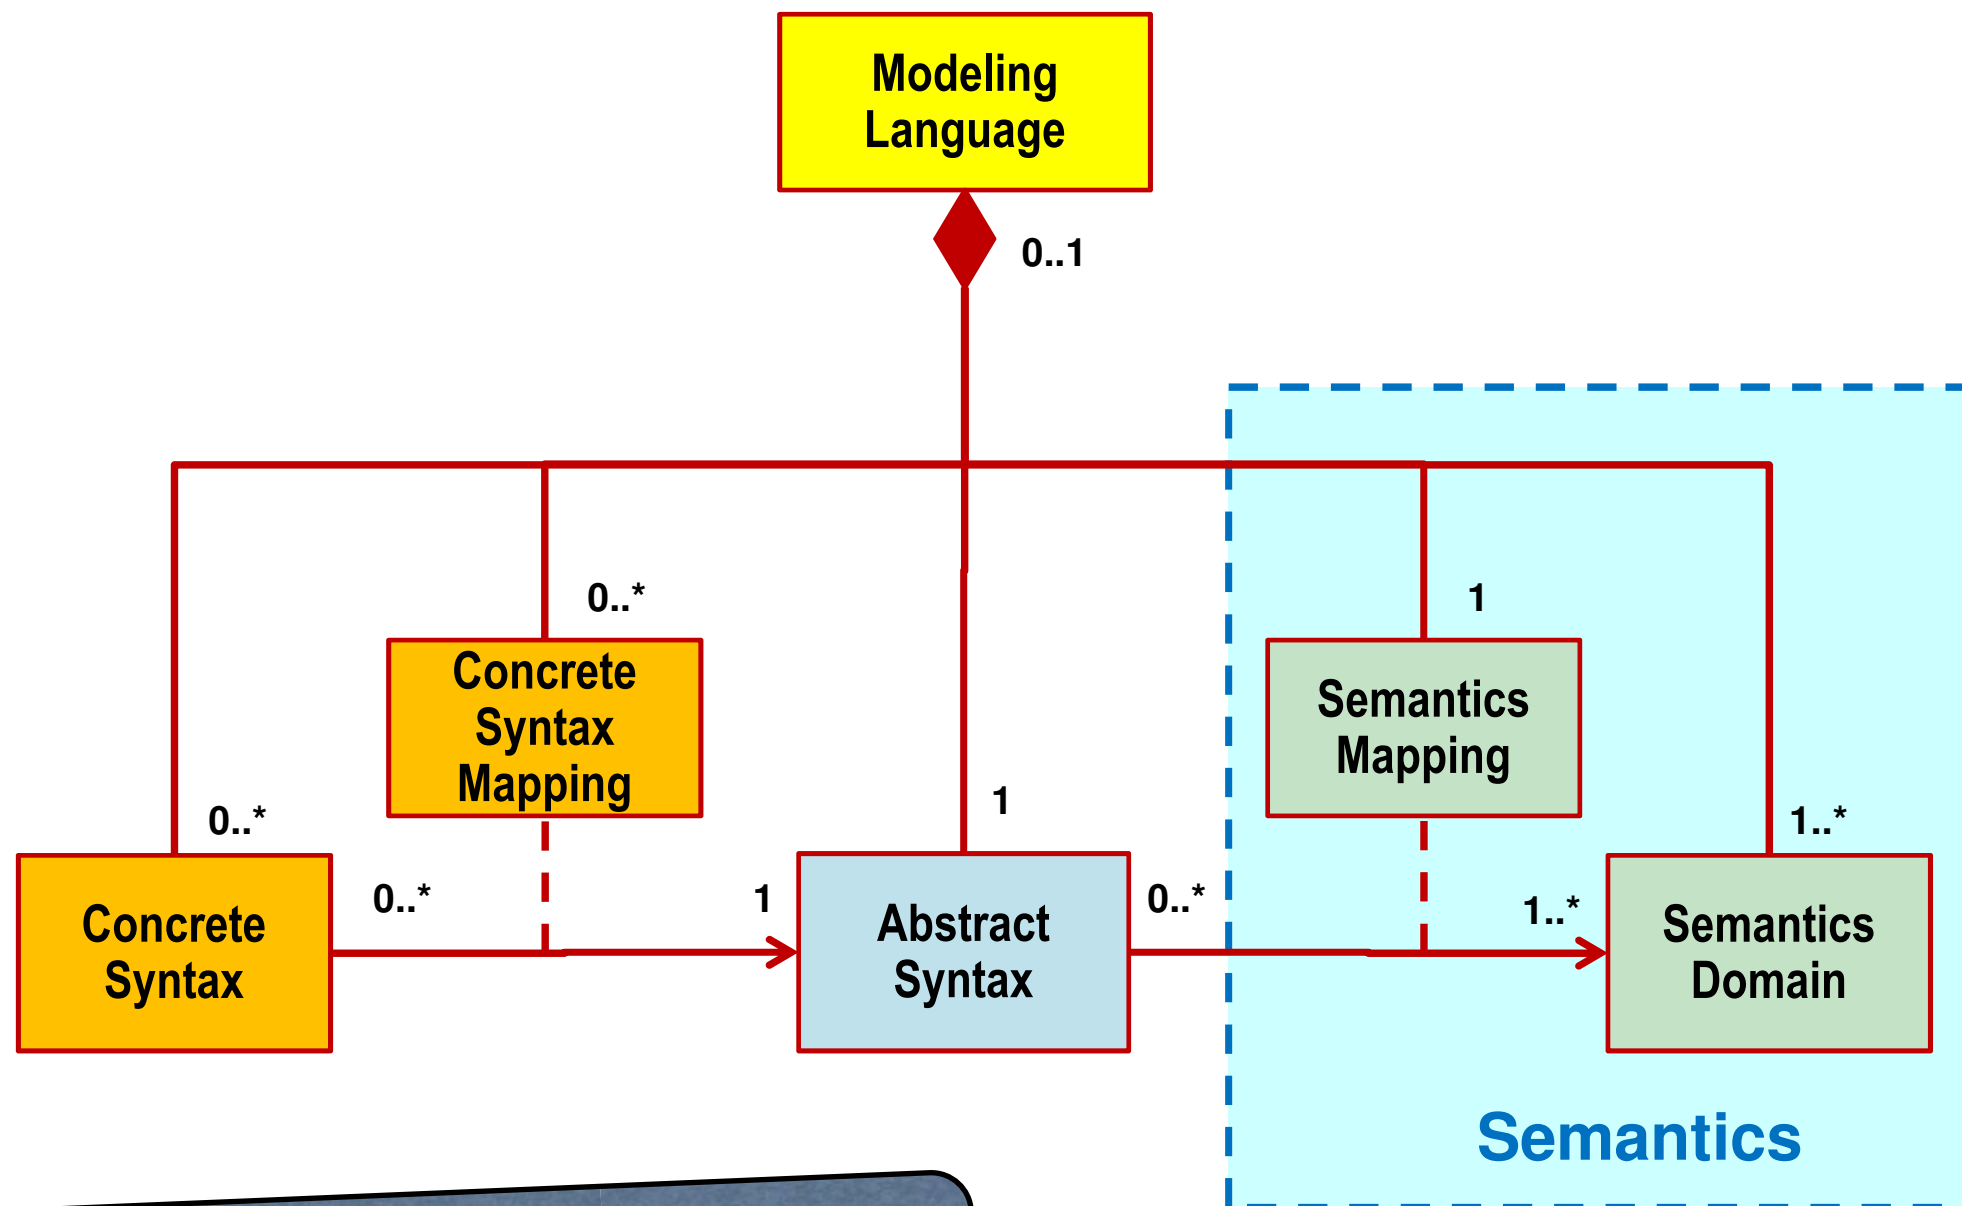 Modeling
Language
0..1
0..*
1
Concrete
Syntax
Mapping
Semantics
Mapping
0..*
1
1..*
0..*
1
0..*
1..*
Concrete
Syntax
Abstract
Syntax
Semantics
Domain
Semantics